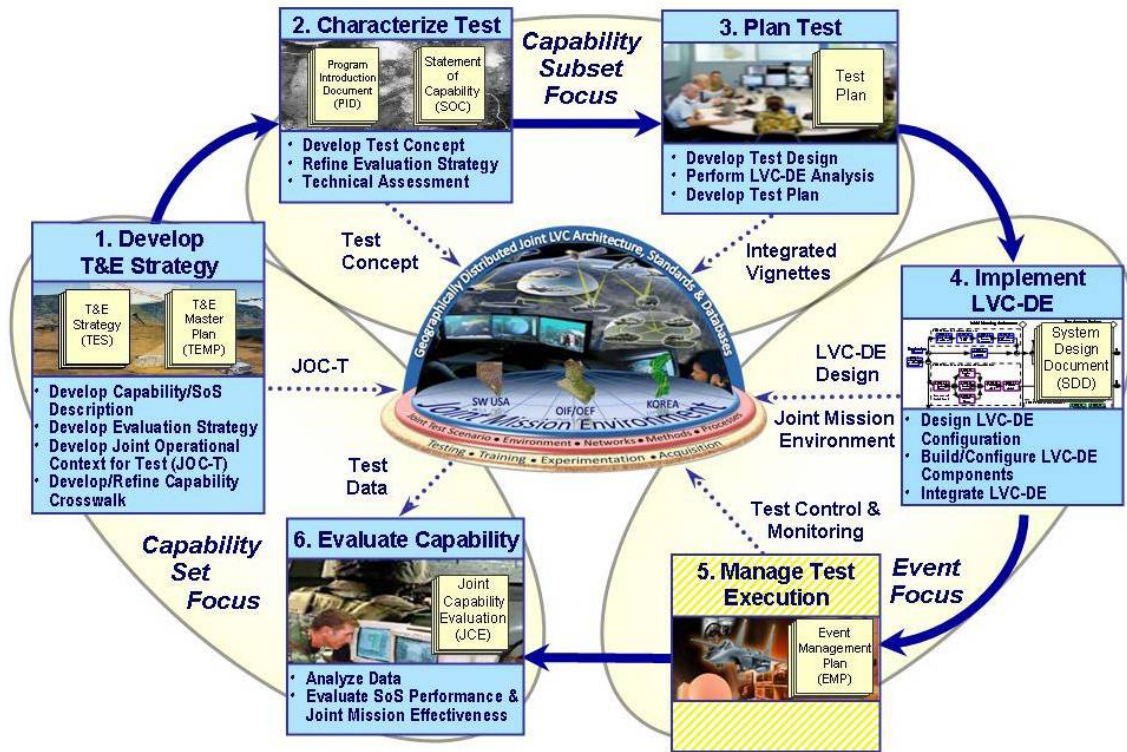 2. Characterize Test
Program
Introduction
Document
(PID)
Statement
of
Capability
(SOC)
• Develop Test Concept
• Refine Evaluation Strategy
• Technical Assessment
Capability
Subset
Focus
3. Plan Test
Test
Plan
• Develop Test Design
• Perform LVC-DE Analysis
• Develop Test Plan
1. Develop
T&E Strategy
T&E
Strategy
(TES)
T&E
Master
Plan
(TEMP)
• Develop Capability/SoS
Description
• Develop Evaluation Strategy
• Develop Joint Operational
Context for Test (JOC-T)
• Develop/Refine Capability
Crosswalk
Test
Concept
Integrated
Vignettes
JOC-T
Geographically Distributed Joint LVC Architecture, Standards & Databases
SW USA
OIF/OEF
KOREA
Joint Mission Environment
Joint Test Scenario • Environment • Networks • Methods • Processes
Testing • Training • Experimentation • Acquisition
LVC-DE
Design
Joint Mission
Environment
4. Implement
LVC-DE
System
Design
Document
(SDD)
• Design LVC-DE
Configuration
• Build/Configure LVC-DE
Components
• Integrate LVC-DE
Test
Data
Test Control &
Monitoring
Capability
Set
Focus
6. Evaluate Capability
Joint
Capability
Evaluation
(JCE)
• Analyze Data
• Evaluate SoS Performance &
Joint Mission Effectiveness
5. Manage Test
Execution
Event
Management
Plan
(EMP)
Event
Focus